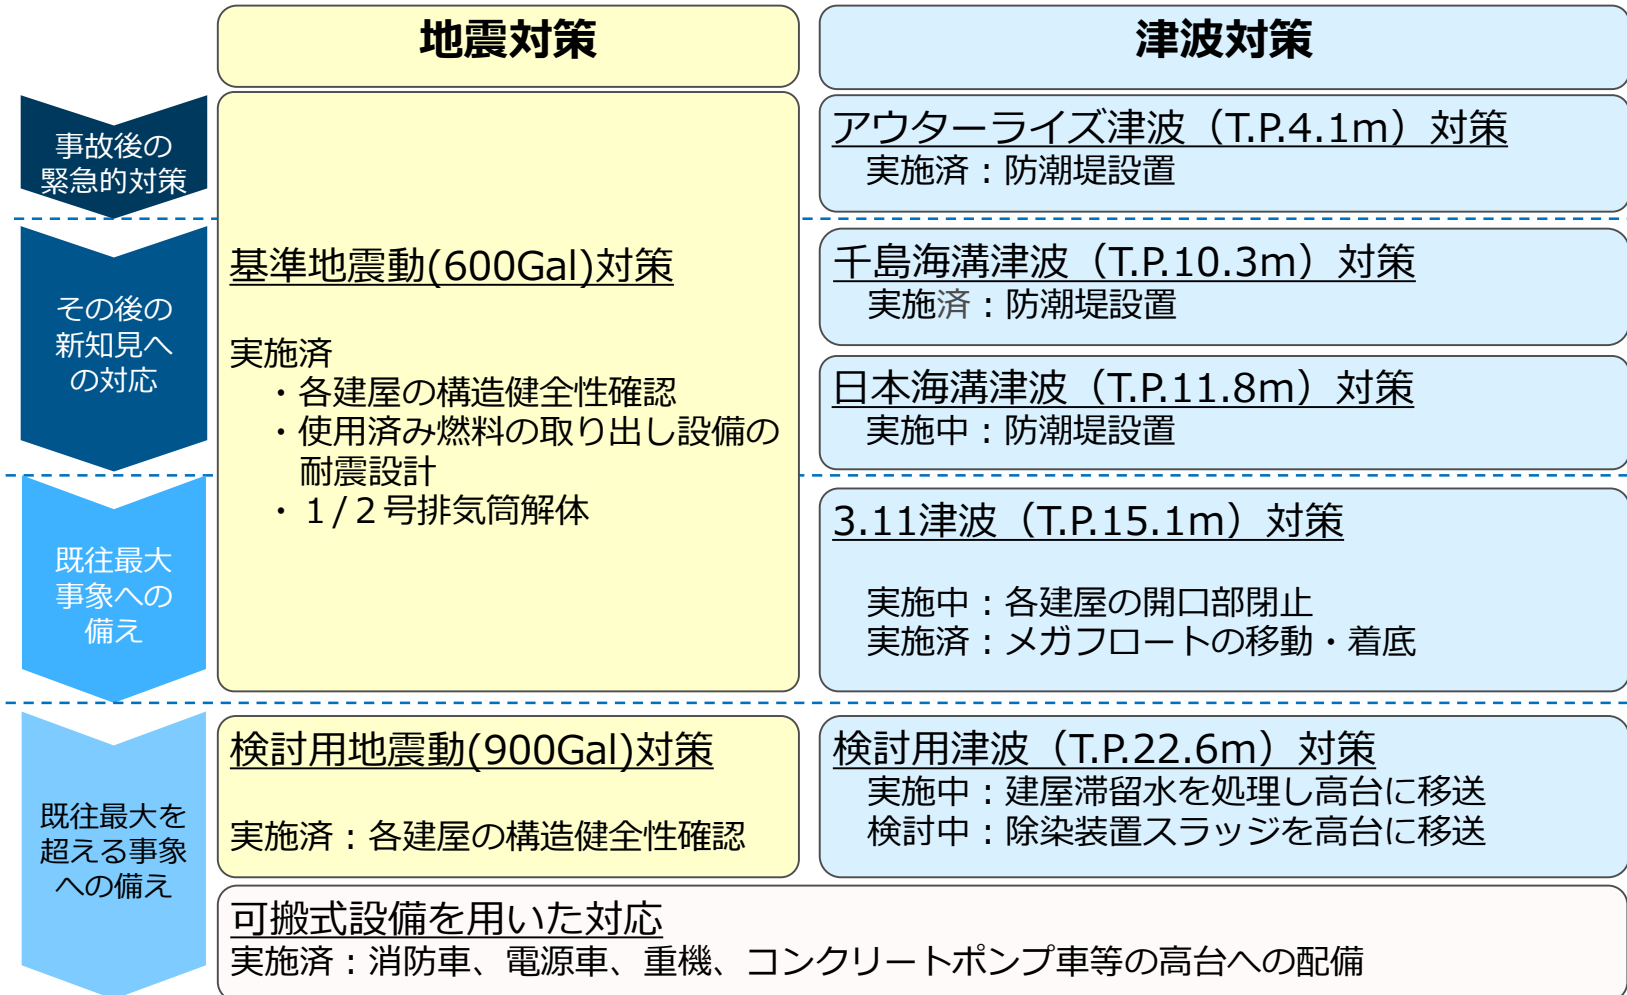 地震対策
津波対策
事故後の
緊急的対策
アウターライズ津波（T.P.4.1m）対策
実施済：防潮堤設置
その後の
新知見へ
の対応
基準地震動(600Gal)対策
実施済
・各建屋の構造健全性確認
・使用済み燃料の取り出し設備の
耐震設計
・１/２号排気筒解体
千島海溝津波（T.P.10.3m）対策
実施済：防潮堤設置
日本海溝津波（T.P.11.8m）対策
実施中：防潮堤設置
既往最大
事象への
備え
3.11津波（T.P.15.1m）対策
実施中：各建屋の開口部閉止
実施済：メガフロートの移動・着底
既往最大を
超える事象
への備え
検討用地震動(900Gal)対策
実施済：各建屋の構造健全性確認
検討用津波（T.P.22.6m）対策
実施中：建屋滞留水を処理し高台に移送
検討中：除染装置スラッジを高台に移送
可搬式設備を用いた対応
実施済：消防車、電源車、重機、コンクリートポンプ車等の高台への配備